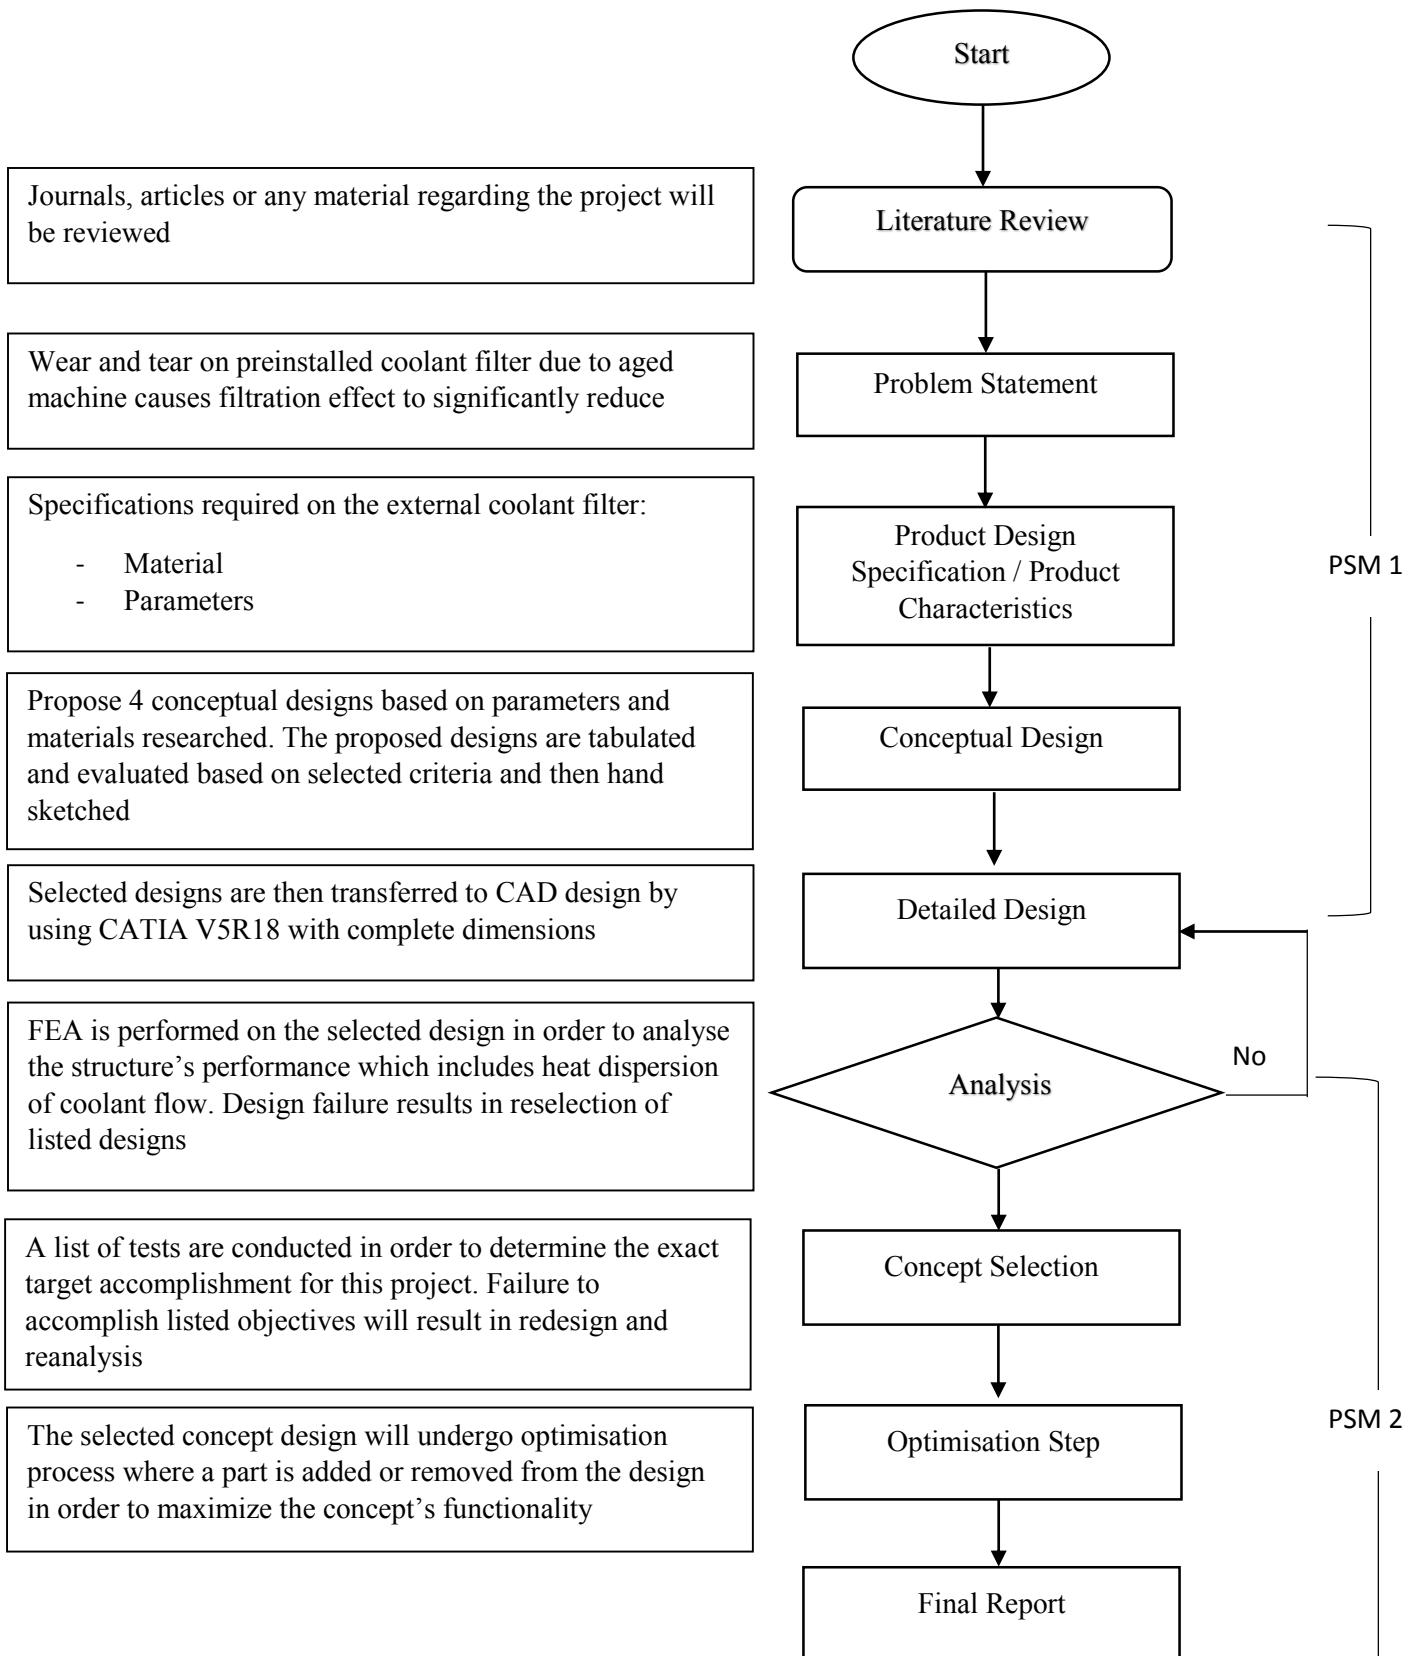 Start
Journals, articles or any material regarding the project will
be reviewed
Literature Review
Wear and tear on preinstalled coolant filter due to aged
machine causes filtration effect to significantly reduce
Problem Statement
Specifications required on the external coolant filter:
- Material
- Parameters
Product Design
Specification / Product
Characteristics
PSM 1
Propose 4 conceptual designs based on parameters and
materials researched. The proposed designs are tabulated
and evaluated based on selected criteria and then hand
sketched
Conceptual Design
Selected designs are then transferred to CAD design by
using CATIA V5R18 with complete dimensions
Detailed Design
FEA is performed on the selected design in order to analyse
the structure’s performance which includes heat dispersion
of coolant flow. Design failure results in reselection of
listed designs
Analysis
No
A list of tests are conducted in order to determine the exact
target accomplishment for this project. Failure to
accomplish listed objectives will result in redesign and
reanalysis
Concept Selection
The selected concept design will undergo optimisation
process where a part is added or removed from the design
in order to maximize the concept’s functionality
Optimisation Step
PSM 2
Final Report